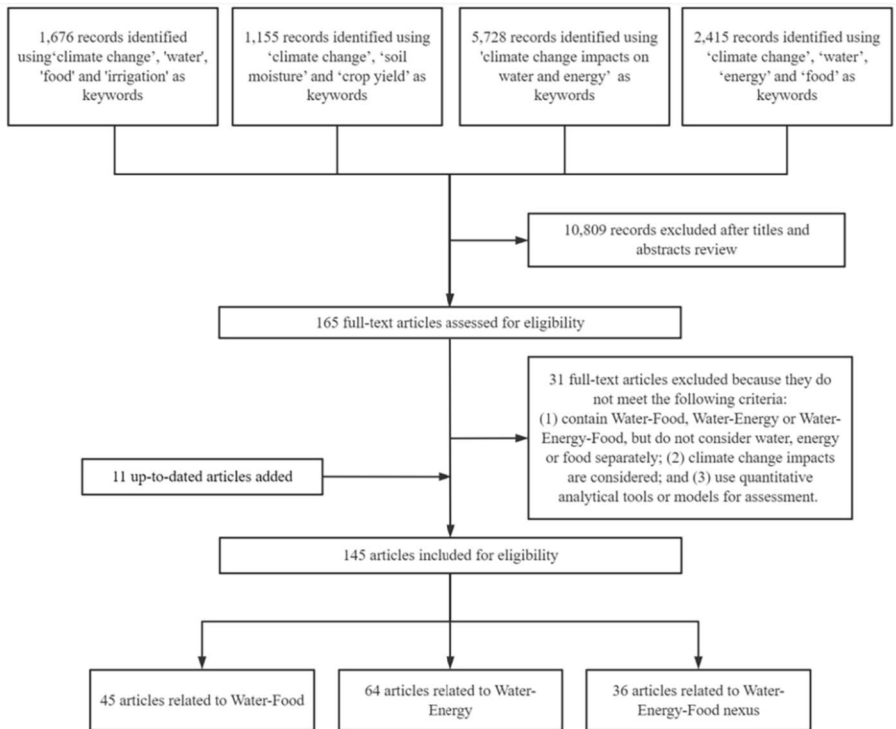 1,676 records identified
using‘climate change’, 'water',
'food' and 'irrigation' as
keywords
1,155 records identified using
‘climate change’, ‘soil
moisture’ and ‘crop yield’ as
keywords
5,728 records identified using
'climate change impacts on
water and energy’ as
keywords
2,415 records identified using
‘climate change’, ‘water’,
‘energy’ and ‘food’ as
keywords
10,809 records excluded after titles and
abstracts review
165 full-text articles assessed for eligibility
31 full-text articles excluded because they do
not meet the following criteria:
(1) contain Water-Food, Water-Energy or Water-
Energy-Food, but do not consider water, energy
or food separately; (2) climate change impacts
are considered; and (3) use quantitative
analytical tools or models for assessment.
11 up-to-dated articles added
145 articles included for eligibility
45 articles related to Water-Food
64 articles related to Water-
Energy
36 articles related to Water-
Energy-Food nexus